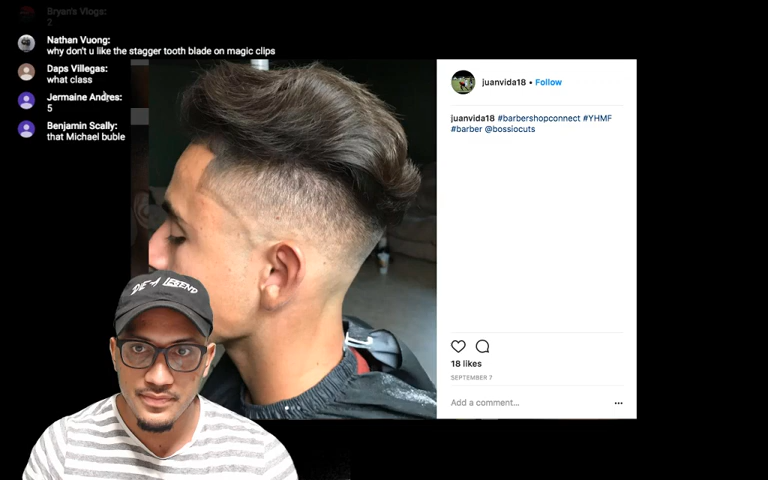 Bryan's Vlogs:
2
Nathan Vuong:
why don't u like the stagger tooth blade on magic clips
Daps Villegas:
what class
Jermaine Andres:
5
Benjamin Scally:
that Michael buble
juanvida18 • Follow
juanvida18 #barbershopconnect #YHMF
#barber @bossiocuts
18 likes
SEPTEMBER 7
Add a comment...
DIE A LEGEND